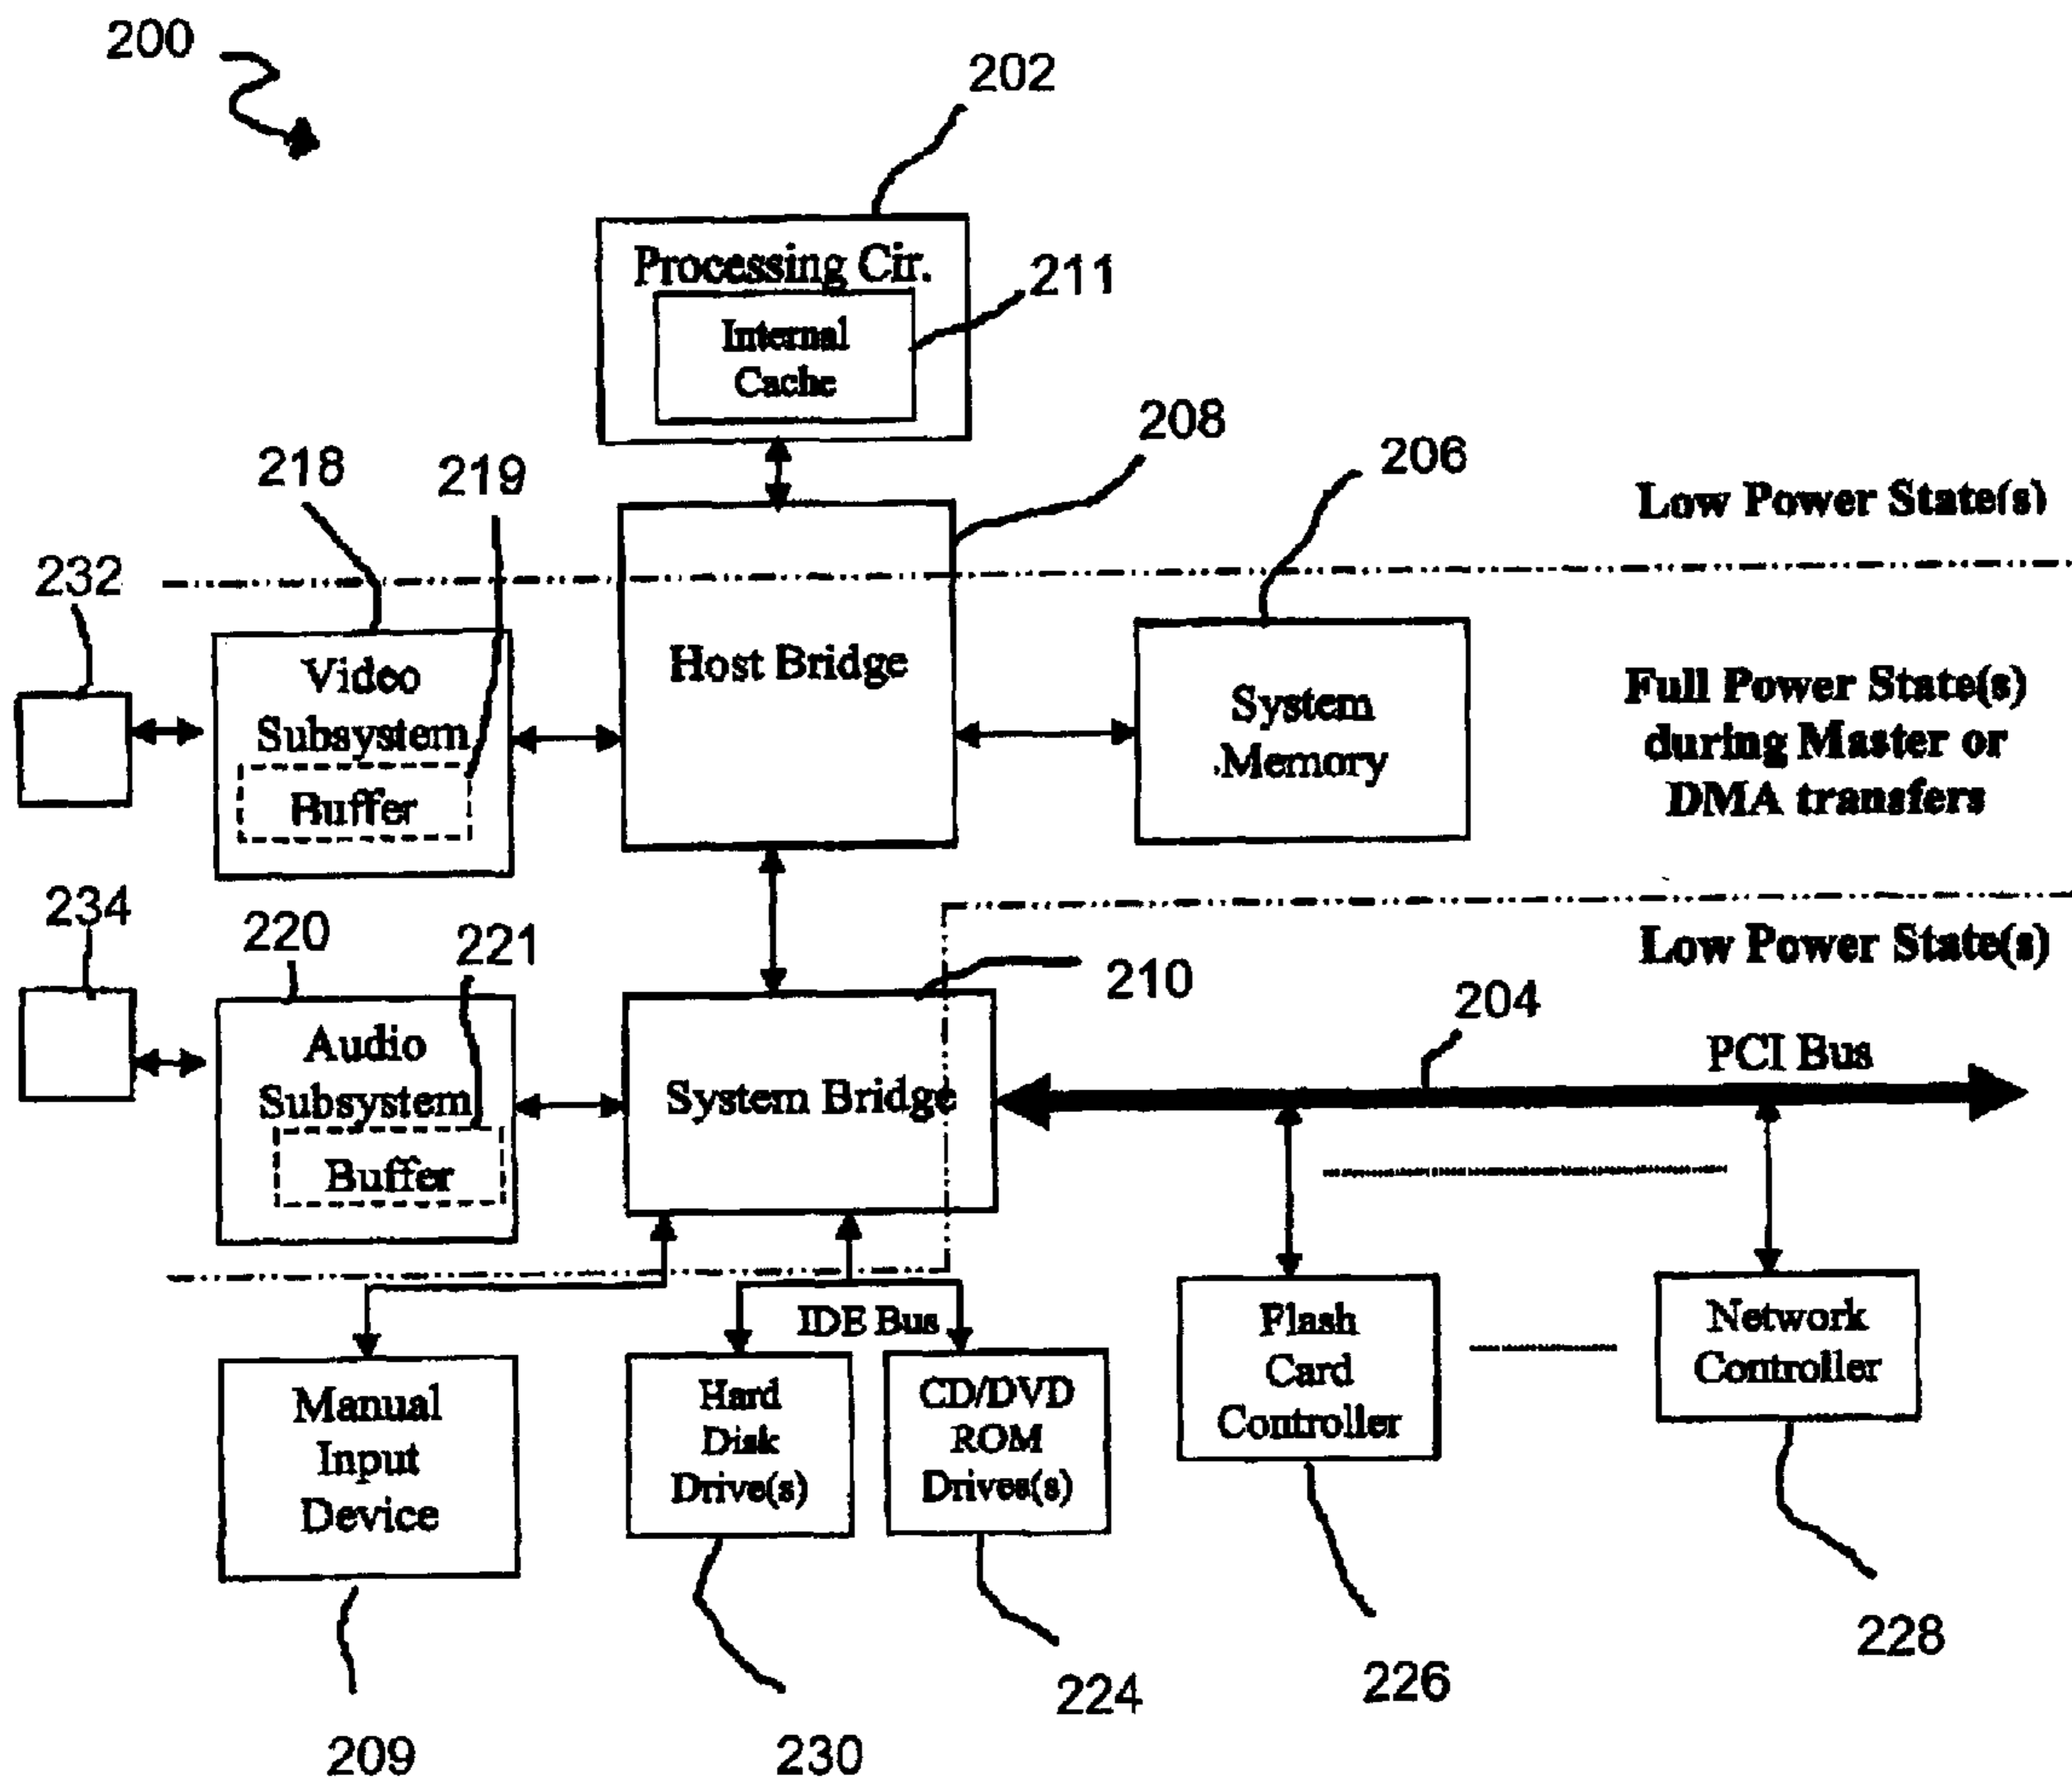 200
202
Processing Cir.
211
Internal
Cache
208
206
218
219
Low Power State(s)
232
Video
Subsystem
Buffer
Host Bridge
System
Memory
Full Power State(s)
during Master or
DMA transfers
234
220
221
210
Low Power State(s)
204
PCI Bus
Audio
Subsystem
Buffer
System Bridge
IDE Bus
Manual
Input
Device
Hard
Disk
Drive(s)
CD/DVD
ROM
Drives(s)
Flash
Card
Controller
Network
Controller
209
230
224
226
228